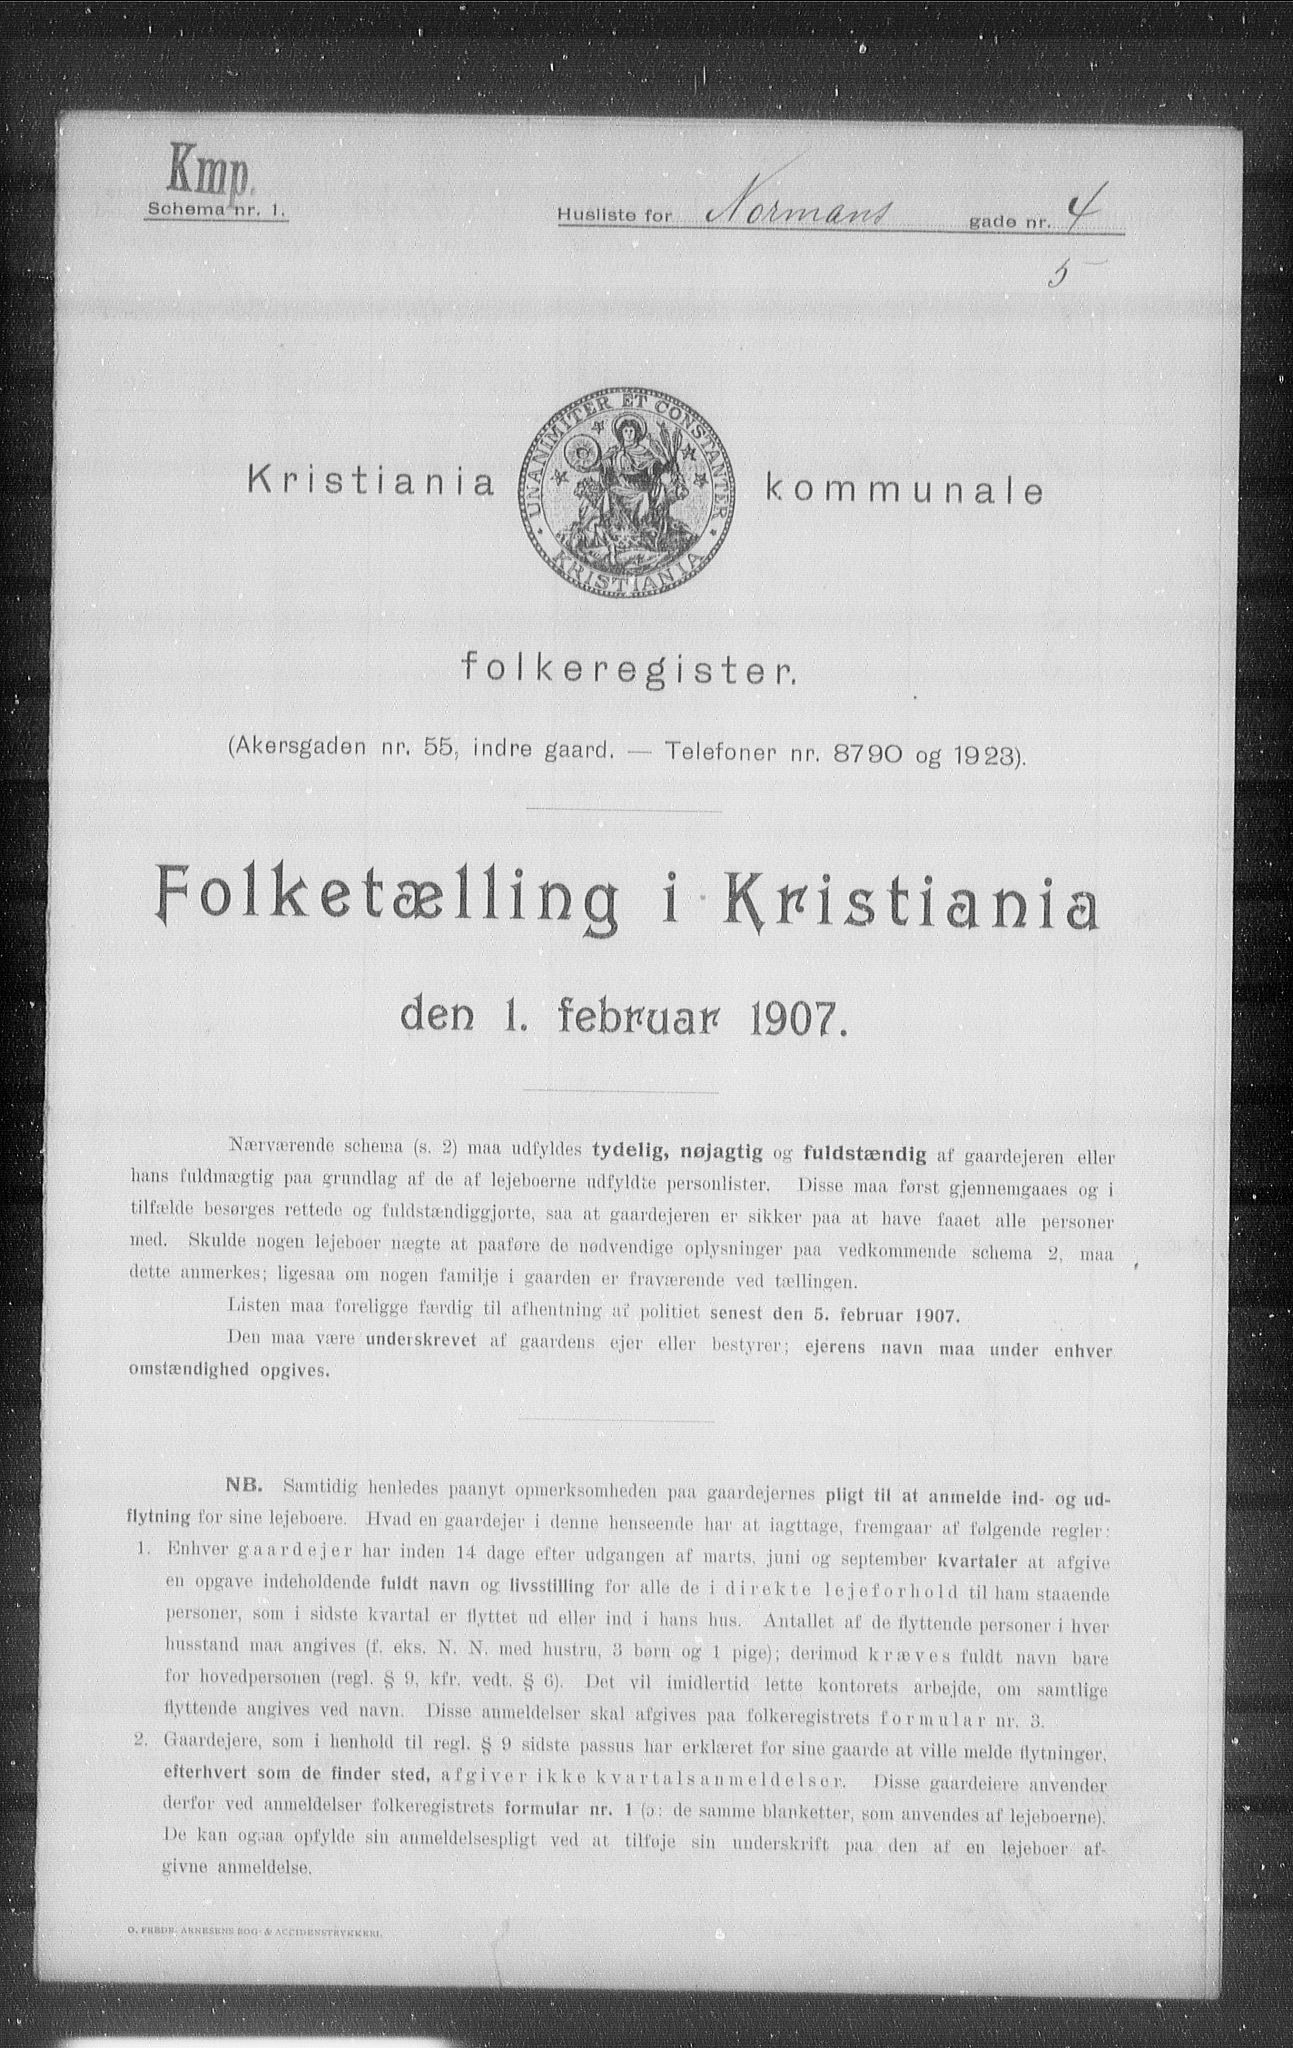 Kmp.
Schema nr. 1.
Husliste for Normans gade nr. 4
5
UNANIMITER ET CONSTANTER
KRISTIANIA
Kristiania kommunale
folkeregister.
(Akersgaden nr. 55, indre gaard. — Telefoner nr. 8790 og 1923).
Folketælling i Kristiania
den 1. februar 1907.
Nærværende schema (s. 2) maa udfyldes tydelig, nøjagtig og fuldstændig af gaardejeren eller
hans fuldmægtig paa grundlag af de af lejeboerne udfyldte personlister. Disse maa først gjennemgaaes og i
tilfælde besørges rettede og fuldstændiggjorte, saa at gaardejeren er sikker paa at have faaet alle personer
med. Skulde nogen lejeboer nægte at paaføre de nødvendige oplysninger paa vedkommende schema 2, maa
dette anmerkes; ligesaa om nogen familje i gaarden er fraværende ved tællingen.
Listen maa foreligge færdig til afhentning af politiet senest den 5. februar 1907.
Den maa være underskrevet af gaardens ejer eller bestyrer; ejerens navn maa under enhver
omstændighed opgives.
NB. Samtidig henledes paanyt opmerksomheden paa gaardejernes pligt til at anmelde ind- og ud-
flytning for sine lejeboere. Hvad en gaardejer i denne henseende har at iagttage, fremgaar af følgende regler:
1. Enhver gaardejer har inden 14 dage efter udgangen af marts, juni og september kvartaler at afgive
en opgave indeholdende fuldt navn og livsstilling for alle de i direkte lejeforhold til ham staaende
personer, som i sidste kvartal er flyttet ud eller ind i hans hus. Antallet af de flyttende personer i hver
husstand maa angives (f. eks. N. N. med hustru, 3 børn og 1 pige); derimod kræves fuldt navn bare
for hovedpersonen (regl. § 9, kfr. vedt. § 6). Det vil imidlertid lette kontorets arbejde, om samtlige
flyttende angives ved navn. Disse anmeldelser skal afgives paa folkeregistrets formular nr. 3.
2. Gaardejere, som i henhold til regl. § 9 sidste passus har erklæret for sine gaarde at ville melde flytninger,
efterhvert som de finder sted, afgiver ikke kvartalsanmeldelser. Disse gaardeiere anvender
derfor ved anmeldelser folkeregistrets formular nr. 1 (ɔ: de samme blanketter, som anvendes af lejeboerne).
De kan ogsaa opfylde sin anmeldelsespligt ved at tilføje sin underskrift paa den af en lejeboer af-
givne anmeldelse.
O. FREDR. ARNESENS BOG- & ACCIDENSTRYKKERI.